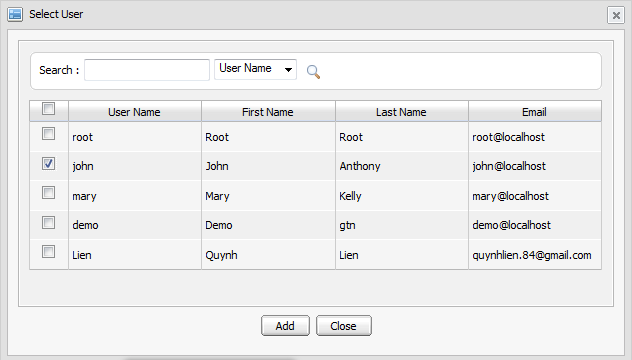 Select User
Search : User Name
User Name First Name Last Name Email
root Root Root root@localhost
john John Anthony john@localhost
mary Mary Kelly mary@localhost
demo Demo gtn demo@localhost
Lien Quynh Lien quynhlien.84@gmail.com
Add Close